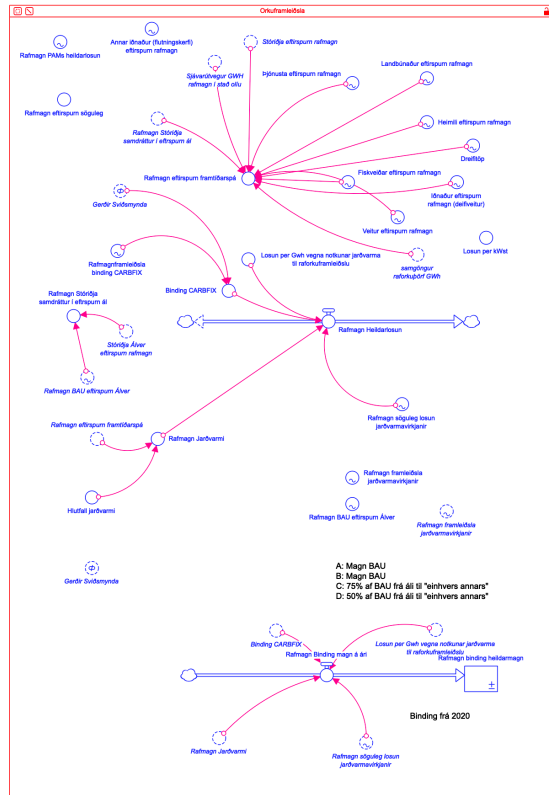 Orkuframleiðsla
Annar iðnaður (flutningskerfi)
eftirspurn rafmagn
Stóriðja eftirspurn rafmagn
Rafmagn PAMs heildarlosun
Sjávarútvegur GWH
rafmagn í stað olíu
Þjónusta eftirspurn rafmagn
Landbúnaður eftirspurn rafmagn
Rafmagn eftirspurn söguleg
Rafmagn Stóriðja
samdráttur í eftrspurn ál
Heimili eftirspurn rafmagn
Dreifitöp
Rafmagn eftirspurn framtíðarspá
Fiskveiðar eftirspurn rafmagn
Iðnaður eftirspurn
rafmagn (deilfveitur)
Gerðir Sviðsmynda
Veitur eftirspurn rafmagn
Losun per kWst
Rafmagnframleiðsla
binding CARBFIX
Losun per Gwh vegna notkunar jarðvarma
til raforkuframleiðslu
samgöngur
raforkuþörf GWh
Binding CARBFIX
Rafmagn Stóriðja
samdráttur í eftrspurn ál
Rafmagn Heildarlosun
Stóriðja Álver
eftirspurn rafmagn
Rafmagn BAU eftirspurn Álver
Rafmagn söguleg losun
jarðvarmavirkjanir
Rafmagn eftirspurn framtíðarspá
Rafmagn Jarðvarmi
Hlutfall jarðvarmi
Rafmagn framleiðsla
jarðvarmavirkjanir
Rafmagn BAU eftirspurn Álver
Rafmagn framleiðsla
jarðvarmavirkjanir
Gerðir Sviðsmynda
A: Magn BAU
B: Magn BAU
C: 75% af BAU frá áli til "einhvers annars"
D: 50% af BAU frá áli til "einhvers annars"
Binding CARBFIX
Losun per Gwh vegna notkunar jarðvarma
til raforkuframleiðslu
Rafmagn Binding magn á ári
Rafmagn binding heildarmagn
Binding frá 2020
Rafmagn Jarðvarmi
Rafmagn söguleg losun
jarðvarmavirkjanir